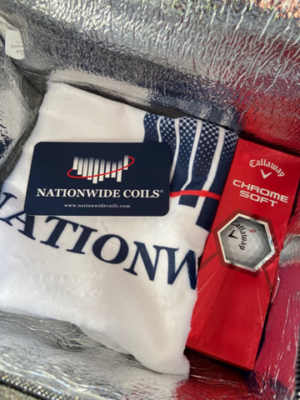 NATIONWIDE COILS®
www.nationwidecoils.com
NATIONW
Callaway
CHROME
SOFT